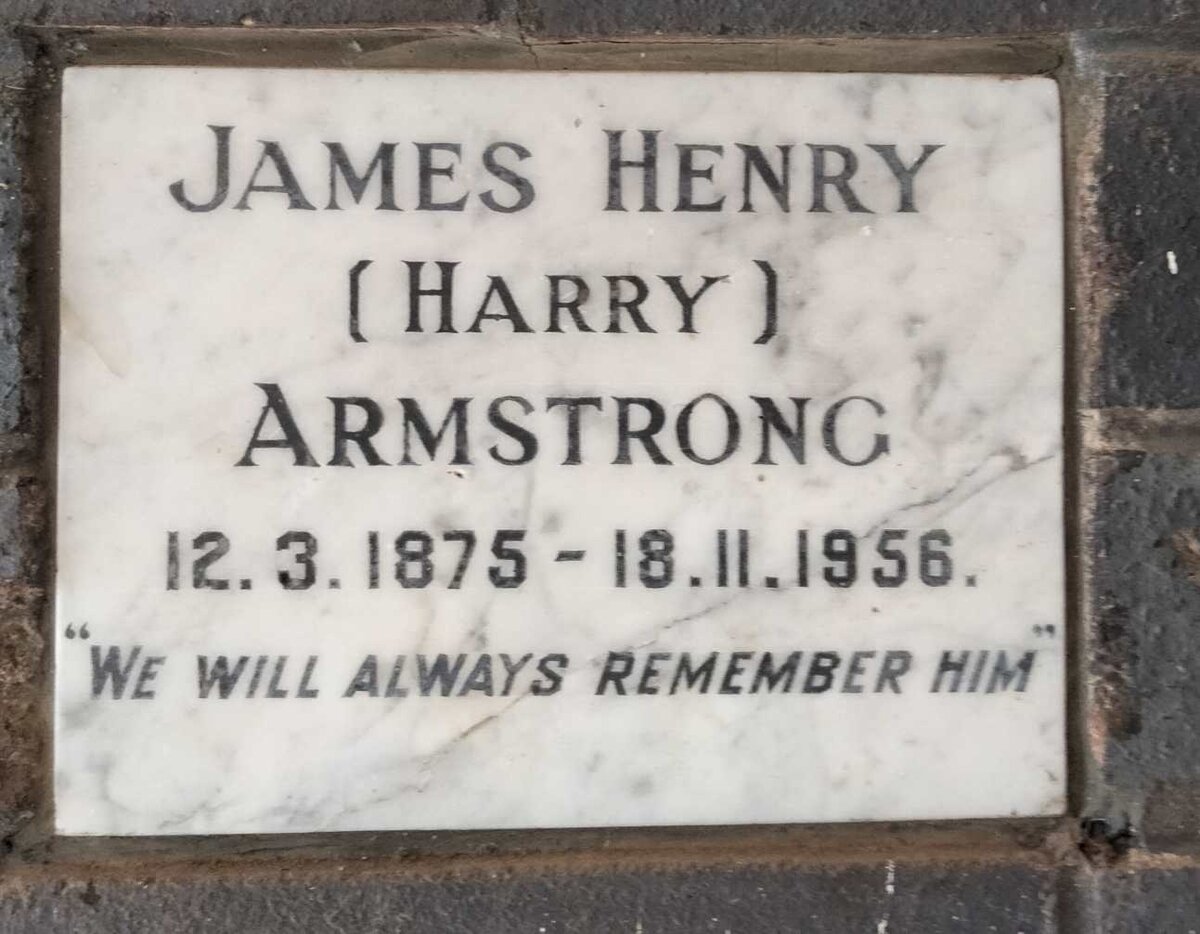 JAMES HENRY
(HARRY)
ARMSTRONG
12.3.1875 - 18.11.1956.
"WE WILL ALWAYS REMEMBER HIM"